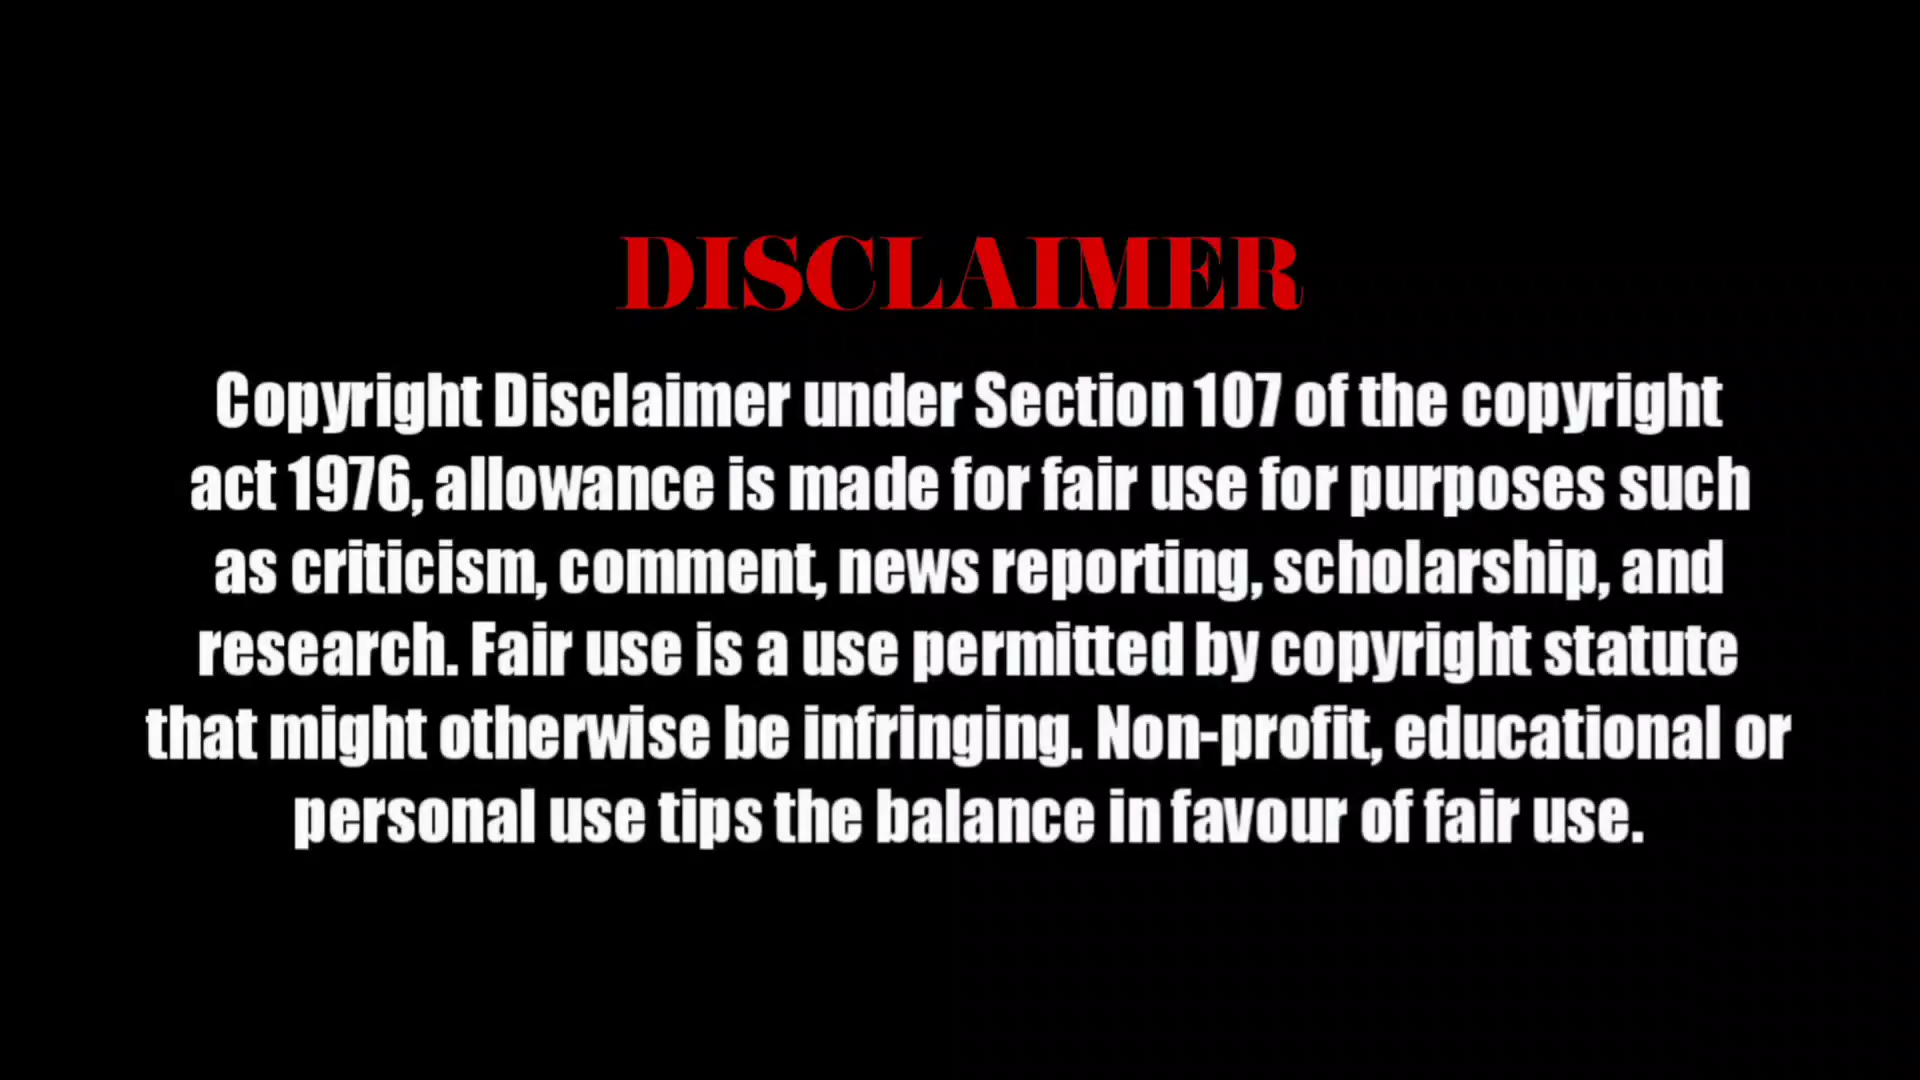 DISCLAIMER
Copyright Disclaimer under Section 107 of the copyright
act 1976, allowance is made for fair use for purposes such
as criticism, comment, news reporting, scholarship, and
research. Fair use is a use permitted by copyright statute
that might otherwise be infringing. Non-profit, educational or
personal use tips the balance in favour of fair use.